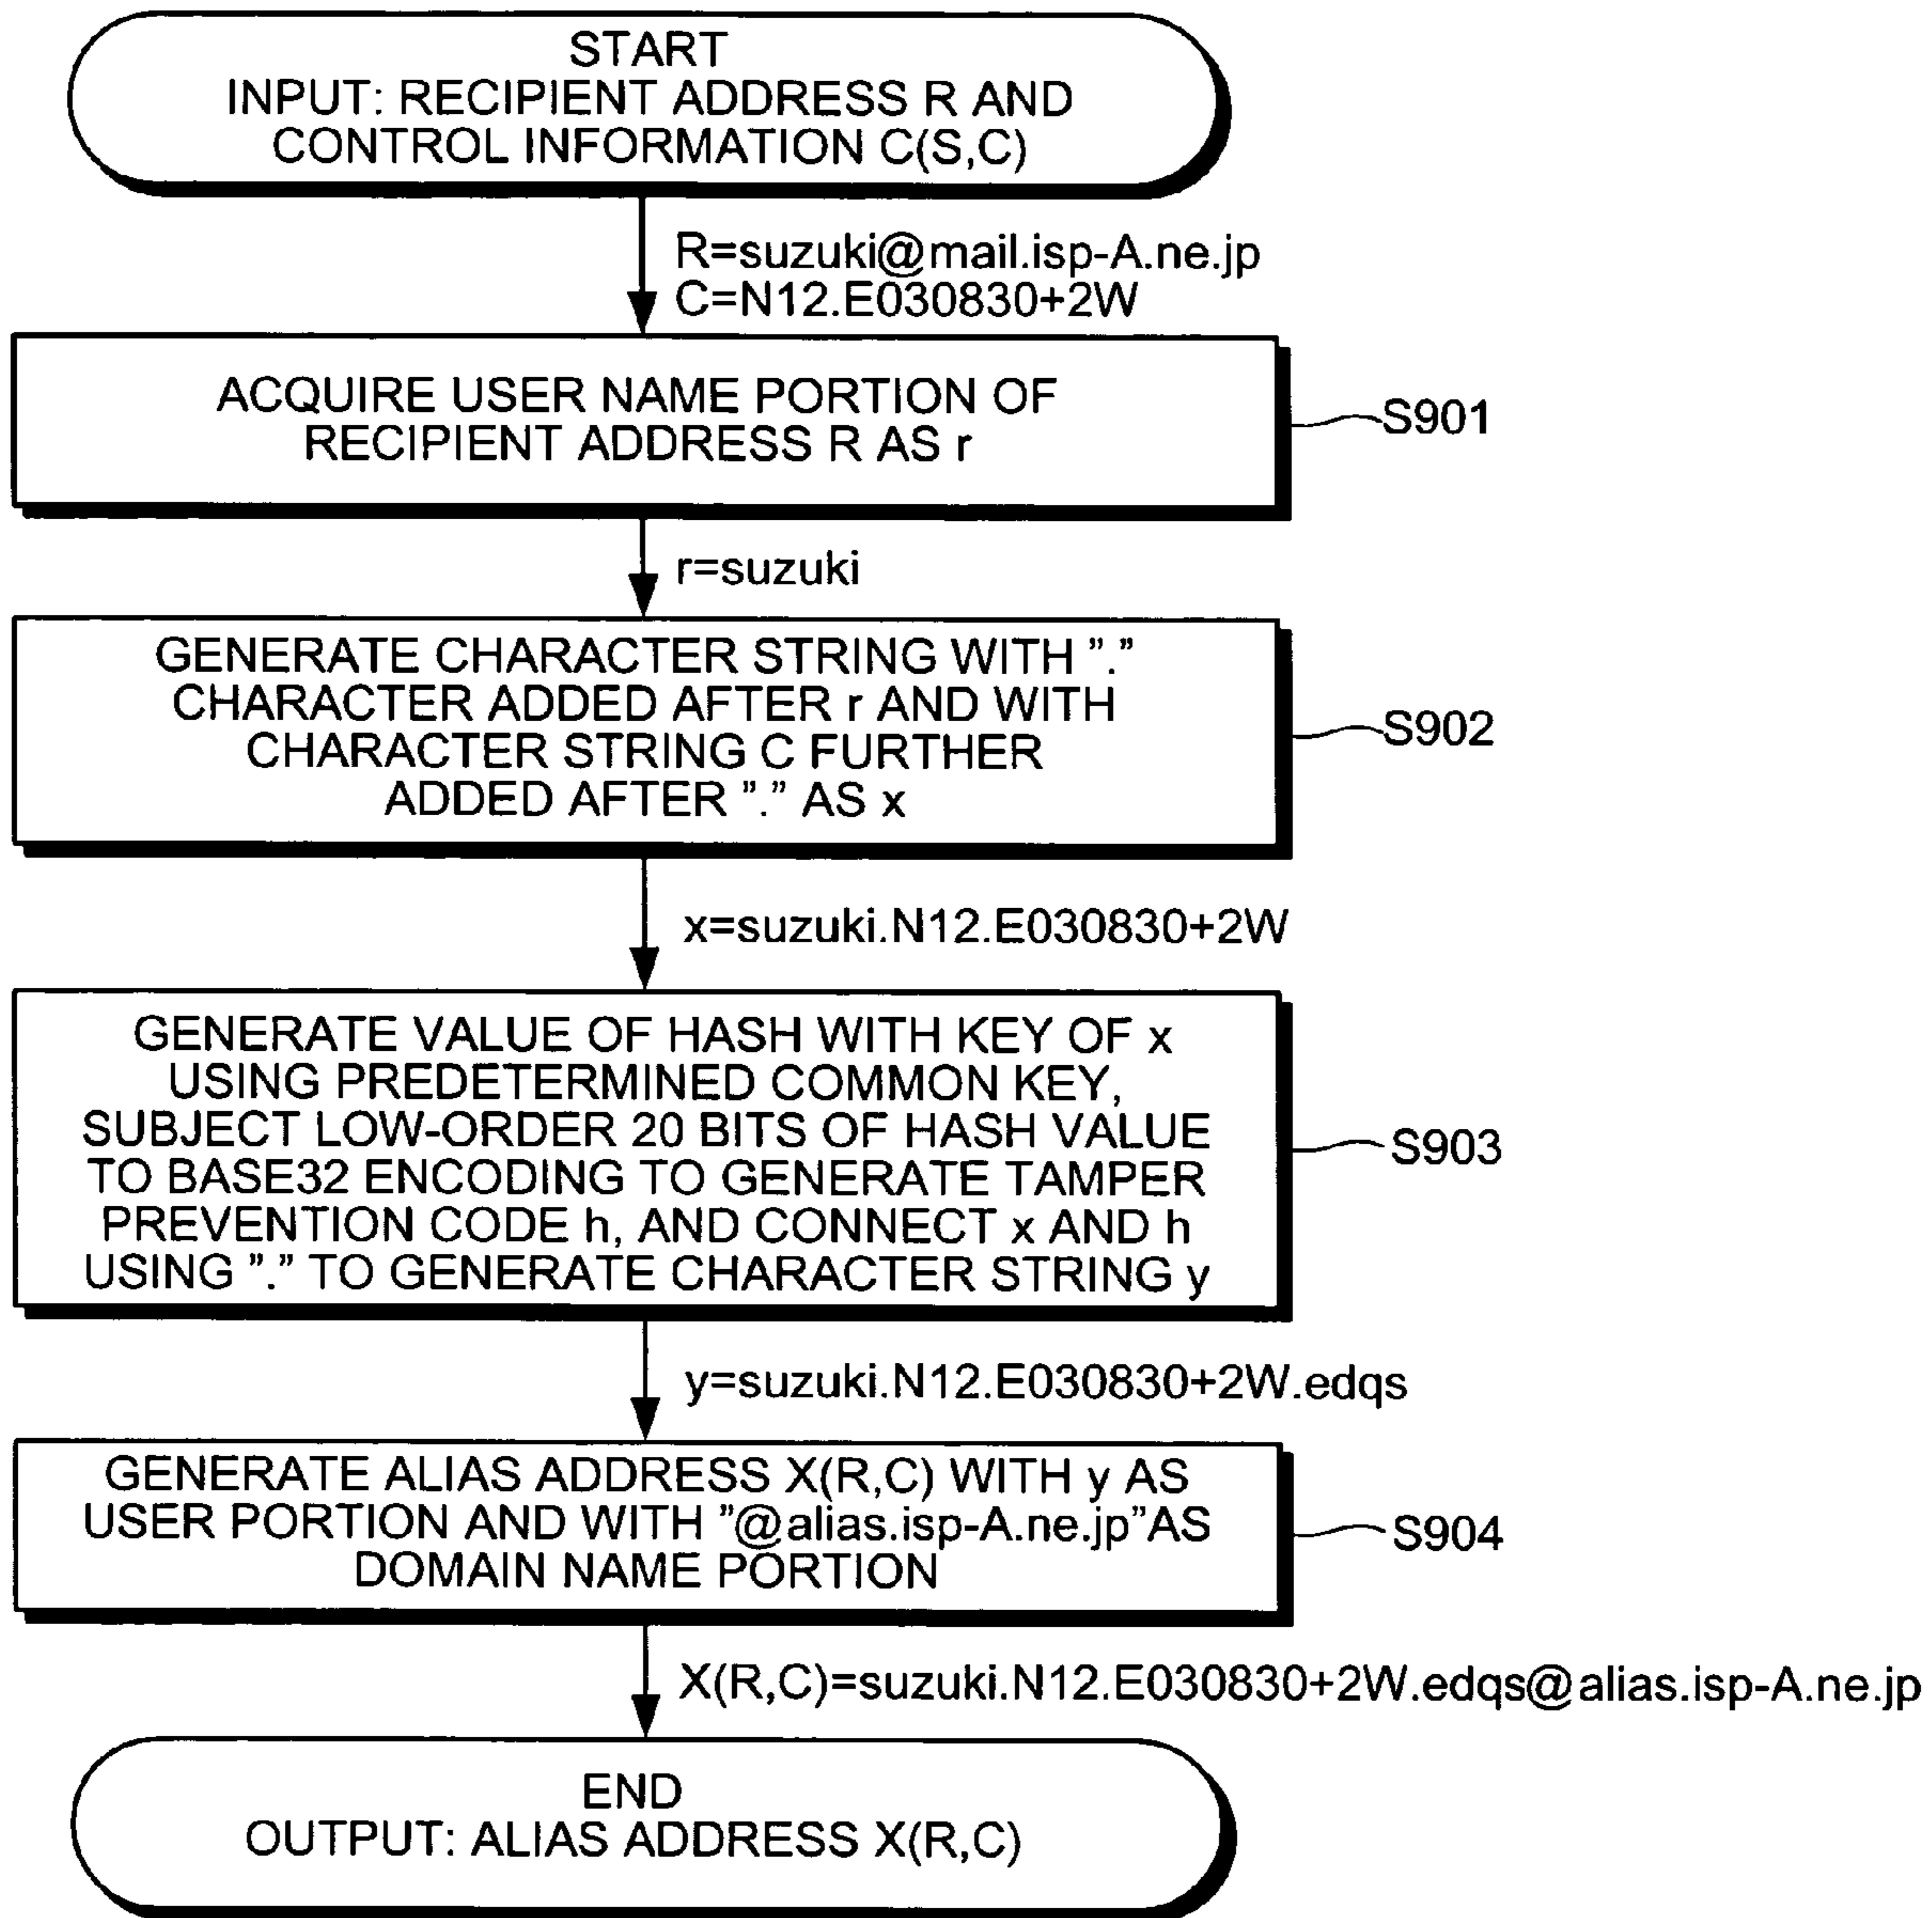 START
INPUT: RECIPIENT ADDRESS R AND
CONTROL INFORMATION C(S,C)
R=suzuki@mail.isp-A.ne.jp
C=N12.E030830+2W
ACQUIRE USER NAME PORTION OF
RECIPIENT ADDRESS R AS r
S901
r=suzuki
GENERATE CHARACTER STRING WITH ”.”
CHARACTER ADDED AFTER r AND WITH
CHARACTER STRING C FURTHER
ADDED AFTER ”.” AS x
S902
x=suzuki.N12.E030830+2W
GENERATE VALUE OF HASH WITH KEY OF x
USING PREDETERMINED COMMON KEY,
SUBJECT LOW-ORDER 20 BITS OF HASH VALUE
TO BASE32 ENCODING TO GENERATE TAMPER
PREVENTION CODE h, AND CONNECT x AND h
USING ”.” TO GENERATE CHARACTER STRING y
S903
y=suzuki.N12.E030830+2W.edqs
GENERATE ALIAS ADDRESS X(R,C) WITH y AS
USER PORTION AND WITH ”@alias.isp-A.ne.jp”AS
DOMAIN NAME PORTION
S904
X(R,C)=suzuki.N12.E030830+2W.edqs@alias.isp-A.ne.jp
END
OUTPUT: ALIAS ADDRESS X(R,C)